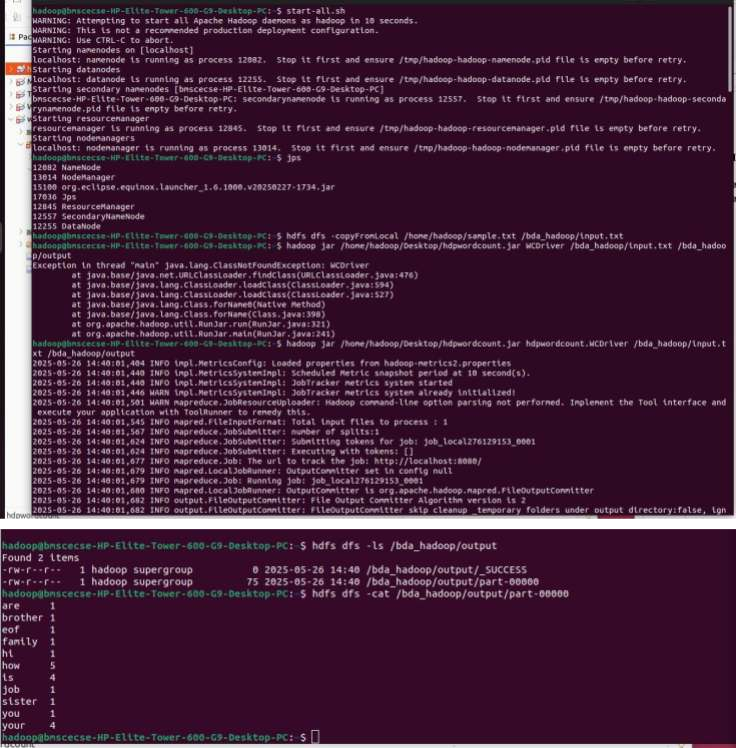 Pac
hadoop@bmscecse-HP-Elite-Tower-600-G9-Desktop-PC:~$ start-all.sh
WARNING: Attempting to start all Apache Hadoop daemons as hadoop in 10 seconds.
WARNING: This is not a recommended production deployment configuration.
WARNING: Use CTRL-C to abort.
Starting namenodes on [localhost]
localhost: namenode is running as process 12082.  Stop it first and ensure /tmp/hadoop-hadoop-namenode.pid file is empty before retry.
Starting datanodes
localhost: datanode is running as process 12255.  Stop it first and ensure /tmp/hadoop-hadoop-datanode.pid file is empty before retry.
Starting secondary namenodes [bmscecse-HP-Elite-Tower-600-G9-Desktop-PC]
bmscecse-HP-Elite-Tower-600-G9-Desktop-PC: secondarynamenode is running as process 12557.  Stop it first and ensure /tmp/hadoop-hadoop-seconda
rynamenode.pid file is empty before retry.
Starting resourcemanager
resourcemanager is running as process 12845.  Stop it first and ensure /tmp/hadoop-hadoop-resourcemanager.pid file is empty before retry.
Starting nodemanagers
localhost: nodemanager is running as process 13014.  Stop it first and ensure /tmp/hadoop-hadoop-nodemanager.pid file is empty before retry.
hadoop@bmscecse-HP-Elite-Tower-600-G9-Desktop-PC:~$ jps
12082 NameNode
13014 NodeManager
15100 org.eclipse.equinox.launcher_1.6.1000.v20250227-1734.jar
17036 Jps
12845 ResourceManager
12557 SecondaryNameNode
12255 DataNode
hadoop@bmscecse-HP-Elite-Tower-600-G9-Desktop-PC:~$ hdfs dfs -copyFromLocal /home/hadoop/sample.txt /bda_hadoop/input.txt
hadoop@bmscecse-HP-Elite-Tower-600-G9-Desktop-PC:~$ hadoop jar /home/hadoop/Desktop/hdpwordcount.jar WCDriver /bda_hadoop/input.txt /bda_hadoo
p/output
Exception in thread "main" java.lang.ClassNotFoundException: WCDriver
at java.base/java.net.URLClassLoader.findClass(URLClassLoader.java:476)
at java.base/java.lang.ClassLoader.loadClass(ClassLoader.java:594)
at java.base/java.lang.ClassLoader.loadClass(ClassLoader.java:527)
at java.base/java.lang.Class.forName0(Native Method)
at java.base/java.lang.Class.forName(Class.java:398)
at org.apache.hadoop.util.RunJar.run(RunJar.java:321)
at org.apache.hadoop.util.RunJar.main(RunJar.java:241)
hadoop@bmscecse-HP-Elite-Tower-600-G9-Desktop-PC:~$ hadoop jar /home/hadoop/Desktop/hdpwordcount.jar hdpwordcount.WCDriver /bda_hadoop/input.t
xt /bda_hadoop/output
2025-05-26 14:40:01,404 INFO impl.MetricsConfig: Loaded properties from hadoop-metrics2.properties
2025-05-26 14:40:01,440 INFO impl.MetricsSystemImpl: Scheduled Metric snapshot period at 10 second(s).
2025-05-26 14:40:01,440 INFO impl.MetricsSystemImpl: JobTracker metrics system started
2025-05-26 14:40:01,446 WARN impl.MetricsSystemImpl: JobTracker metrics system already initialized!
2025-05-26 14:40:01,501 WARN mapreduce.JobResourceUploader: Hadoop command-line option parsing not performed. Implement the Tool interface and
execute your application with ToolRunner to remedy this.
2025-05-26 14:40:01,545 INFO mapred.FileInputFormat: Total input files to process : 1
2025-05-26 14:40:01,567 INFO mapreduce.JobSubmitter: number of splits:1
2025-05-26 14:40:01,624 INFO mapreduce.JobSubmitter: Submitting tokens for job: job_local276129153_0001
2025-05-26 14:40:01,624 INFO mapreduce.JobSubmitter: Executing with tokens: []
2025-05-26 14:40:01,677 INFO mapreduce.Job: The url to track the job: http://localhost:8080/
2025-05-26 14:40:01,679 INFO mapred.LocalJobRunner: OutputCommitter set in config null
2025-05-26 14:40:01,679 INFO mapreduce.Job: Running job: job_local276129153_0001
2025-05-26 14:40:01,680 INFO mapred.LocalJobRunner: OutputCommitter is org.apache.hadoop.mapred.FileOutputCommitter
2025-05-26 14:40:01,682 INFO output.FileOutputCommitter: File Output Committer Algorithm version is 2
2025-05-26 14:40:01,682 INFO output.FileOutputCommitter: FileOutputCommitter skip cleanup _temporary folders under output directory:false, ign
hdpwordcount
hadoop@bmscecse-HP-Elite-Tower-600-G9-Desktop-PC:~$ hdfs dfs -ls /bda_hadoop/output
Found 2 items
-rw-r--r--   1 hadoop supergroup          0 2025-05-26 14:40 /bda_hadoop/output/_SUCCESS
-rw-r--r--   1 hadoop supergroup         75 2025-05-26 14:40 /bda_hadoop/output/part-00000
hadoop@bmscecse-HP-Elite-Tower-600-G9-Desktop-PC:~$ hdfs dfs -cat /bda_hadoop/output/part-00000
are 1
brother 1
eof 1
family 1
hi 1
how 5
is 4
job 1
sister 1
you 1
your 4
hadoop@bmscecse-HP-Elite-Tower-600-G9-Desktop-PC:~$